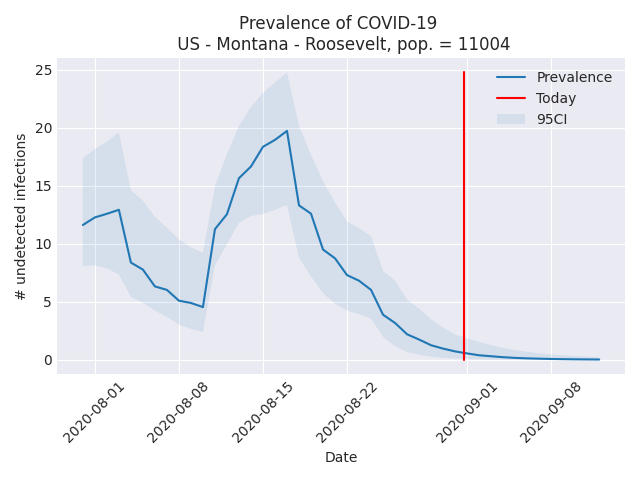 Prevalence of COVID-19
US - Montana - Roosevelt, pop. = 11004
25
20
15
10
5
0
# undetected infections
Prevalence
Today
95CI
2020-08-01
2020-08-08
2020-08-15
2020-08-22
2020-09-01
2020-09-08
Date